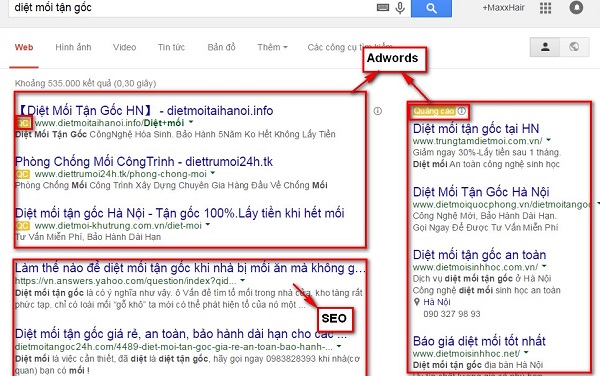 diệt mối tận gốc
+MaxxHair
Web Hình ảnh Video Tin tức Bản đồ Thêm Các công cụ tìm kiếm
Adwords
Khoảng 535.000 kết quả (0,30 giây)
【Diệt Mối Tận Gốc HN】 - dietmoitaihanoi.info
QC www.dietmoitaihanoi.info/Diệt+mối
Diệt Mối Tận Gốc CôngNghệ Hóa Sinh. Bảo Hành 5Năm Ko Hết Không Lấy Tiền
Phòng Chống Mối CôngTrình - diettrumoi24h.tk
QC www.diettrumoi24h.tk/phong-chong-moi
Phòng Chống Mối Công Trình Xây Dựng Chuyên Gia Hàng Đầu Về Chống Mối
Diệt mối tận gốc Hà Nội - Tận gốc 100%.Lấy tiền khi hết mối
QC www.dietmoi-khutrung.com.vn/diet-moi
Tư Vấn Miễn Phí, Bảo Hành Dài Hạn
Làm thế nào để diệt mối tận gốc khi nhà bị mối ăn mà không g...
https://vn.answers.yahoo.com/question/index?qid...
Diệt mối tận gốc là có ý nghĩa như vậy. ô Vấn đề tìm tổ mối trong nhà cửa, kho tàng rất
phức tạp. chỉ có loài mối "gỗ khô" ta mới có thể phát hiện tổ của nó một ...
SEO
Diệt mối tận gốc giá rẻ, an toàn, bảo hành dài hạn cho các ...
dietmoitangoc24h.com/4489-diet-moi-tan-goc-gia-re-an-toan-bao-hanh-...
Diệt mối là việc cần thiết, đã diệt là diệt tận gốc, hãy gọi ngay 0983828393 khi nhà(cơ
quan) bạn có mối !
Quảng cáo
Diệt mối tận gốc tại HN
www.trungtamdietmoi.com.vn/
Giảm ngay 30%-Lấy tiền sau 1 tháng.
Diệt mối An toàn công nghệ sinh học
Diệt Mối Tận Gốc Hà Nội
www.dietmoiquocphong.vn/dietmoitangoc
Công Nghệ Mới, Bảo Hành Dài Hạn.
Gọi Ngay Để Được Tư Vấn Miễn Phí
Diệt mối tận gốc an toàn
www.dietmoisinhhoc.com.vn/
Dịch vụ diệt mối tận gốc ở Hà Nội
Công nghệ diệt mối sinh học an toàn
Hà Nội
090 327 98 93
Báo giá diệt mối tốt nhất
www.dietmoisinhhoc.net/
Diệt mối tận gốc địa bàn Hà Nội